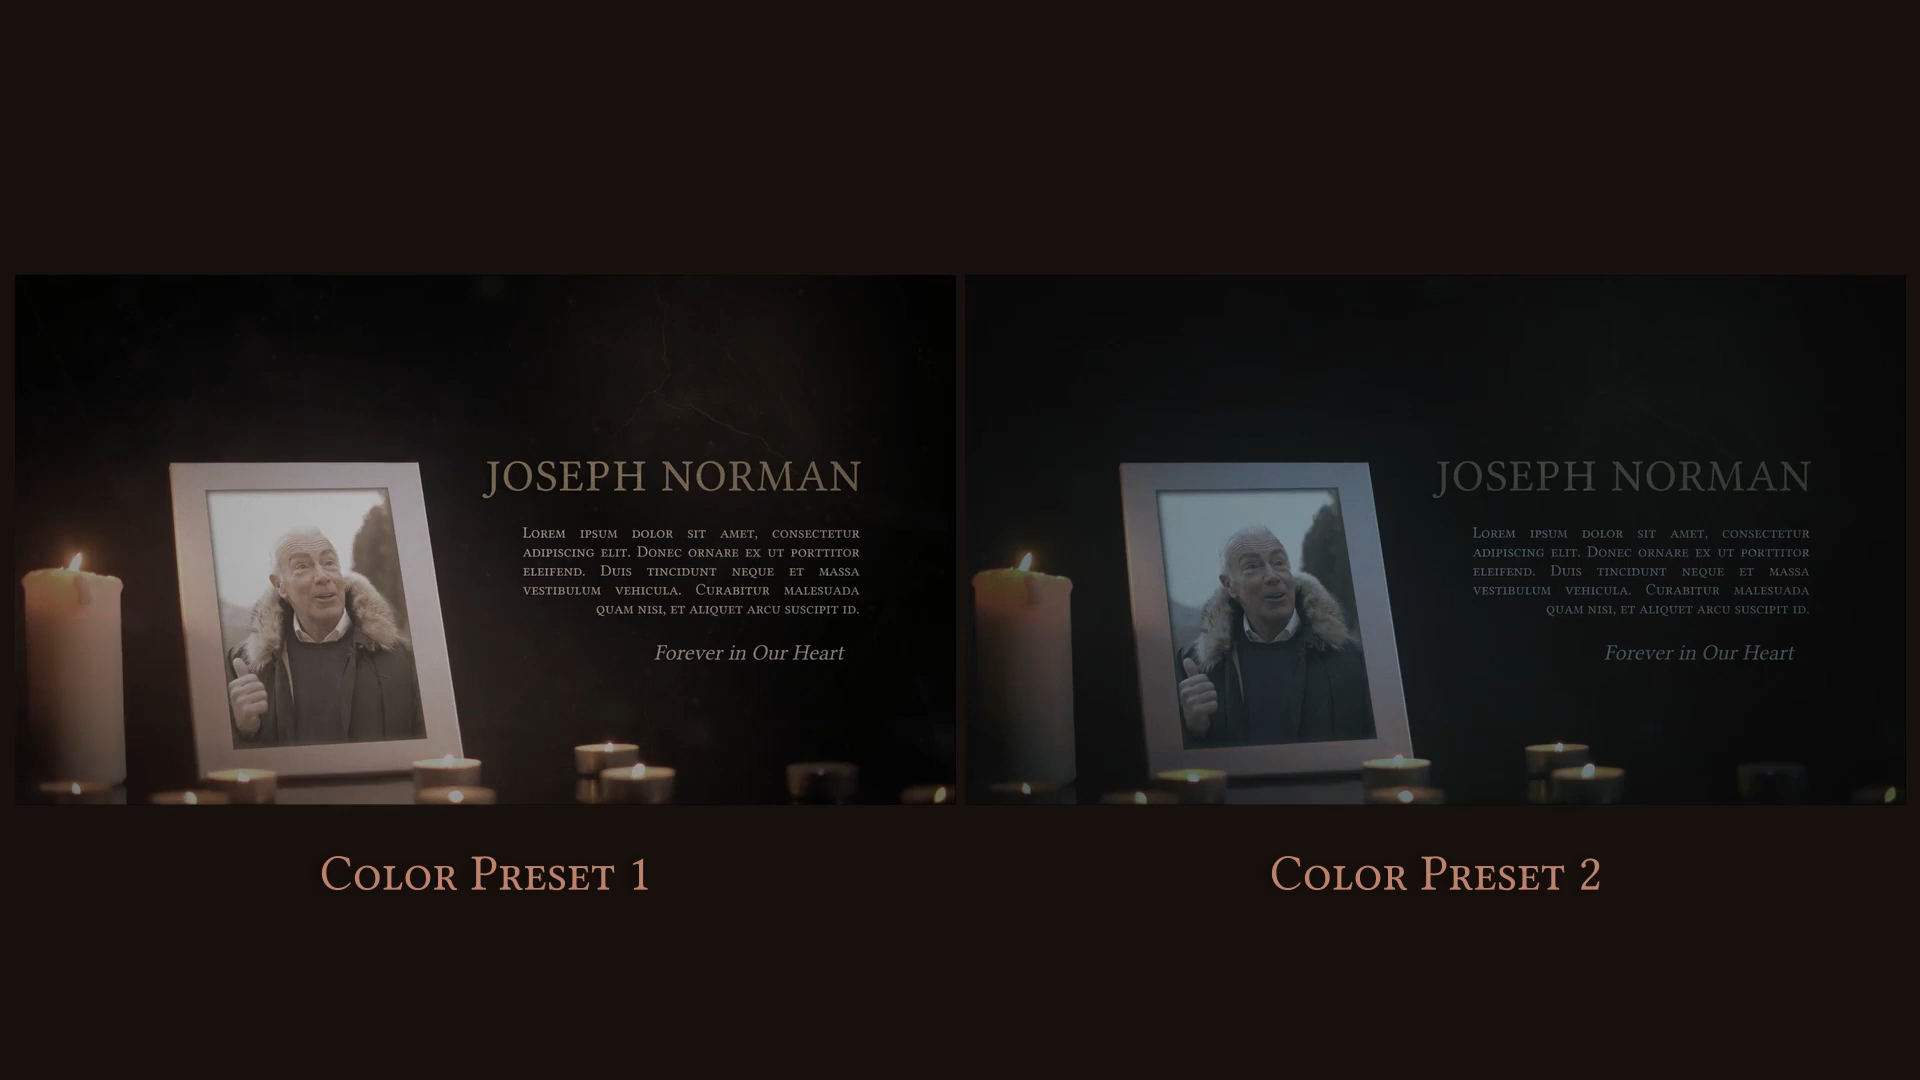 JOSEPH NORMAN
Lorem ipsum dolor sit amet, consectetur
adipiscing elit. Donec ornare ex ut porttitor
eleifend. Duis tincidunt neque et massa
vestibulum vehicula. Curabitur malesuada
quam nisi, et aliquet arcu suscipit id.
Forever in Our Heart
Color Preset 1
JOSEPH NORMAN
Lorem ipsum dolor sit amet, consectetur
adipiscing elit. Donec ornare ex ut porttitor
eleifend. Duis tincidunt neque et massa
vestibulum vehicula. Curabitur malesuada
quam nisi, et aliquet arcu suscipit id.
Forever in Our Heart
Color Preset 2